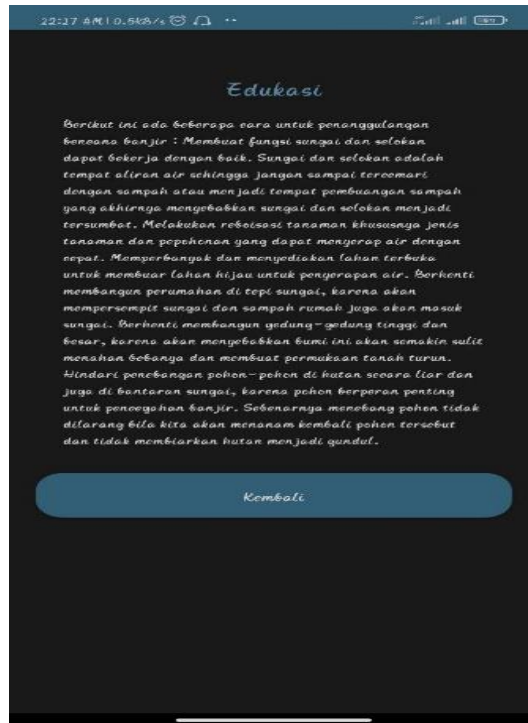 22:27 AM | 0.5KB/s
Edukasi
Berikut ini ada beberapa cara untuk penanggulangan
bencana banjir : Membuat fungsi sungai dan selokan
dapat bekerja dengan baik. Sungai dan selokan adalah
tempat aliran air sehingga jangan sampai tercemari
dengan sampah atau menjadi tempat pembuangan sampah
yang akhirnya menyebabkan sungai dan selokan menjadi
tersumbat. Melakukan reboisasi tanaman khususnya jenis
tanaman dan pepohonan yang dapat menyerap air dengan
cepat. Memperbanyak dan menyediakan lahan terbuka
untuk membuar lahan hijau untuk penyerapan air. Berhenti
membangun perumahan di tepi sungai, karena akan
mempersempit sungai dan sampah rumah juga akan masuk
sungai. Berhenti membangun gedung-gedung tinggi dan
besar, karena akan menyebabkan bumi ini akan semakin sulit
menahan bebanya dan membuat permukaan tanah turun.
Hindari penebangan pohon-pohon di hutan secara liar dan
juga di bantaran sungai, karena pohon berperan penting
untuk pencegahan banjir. Sebenarnya menebang pohon tidak
dilarang bila kita akan menanam kembali pohon tersebut
dan tidak membiarkan hutan menjadi gundul.
Kembali